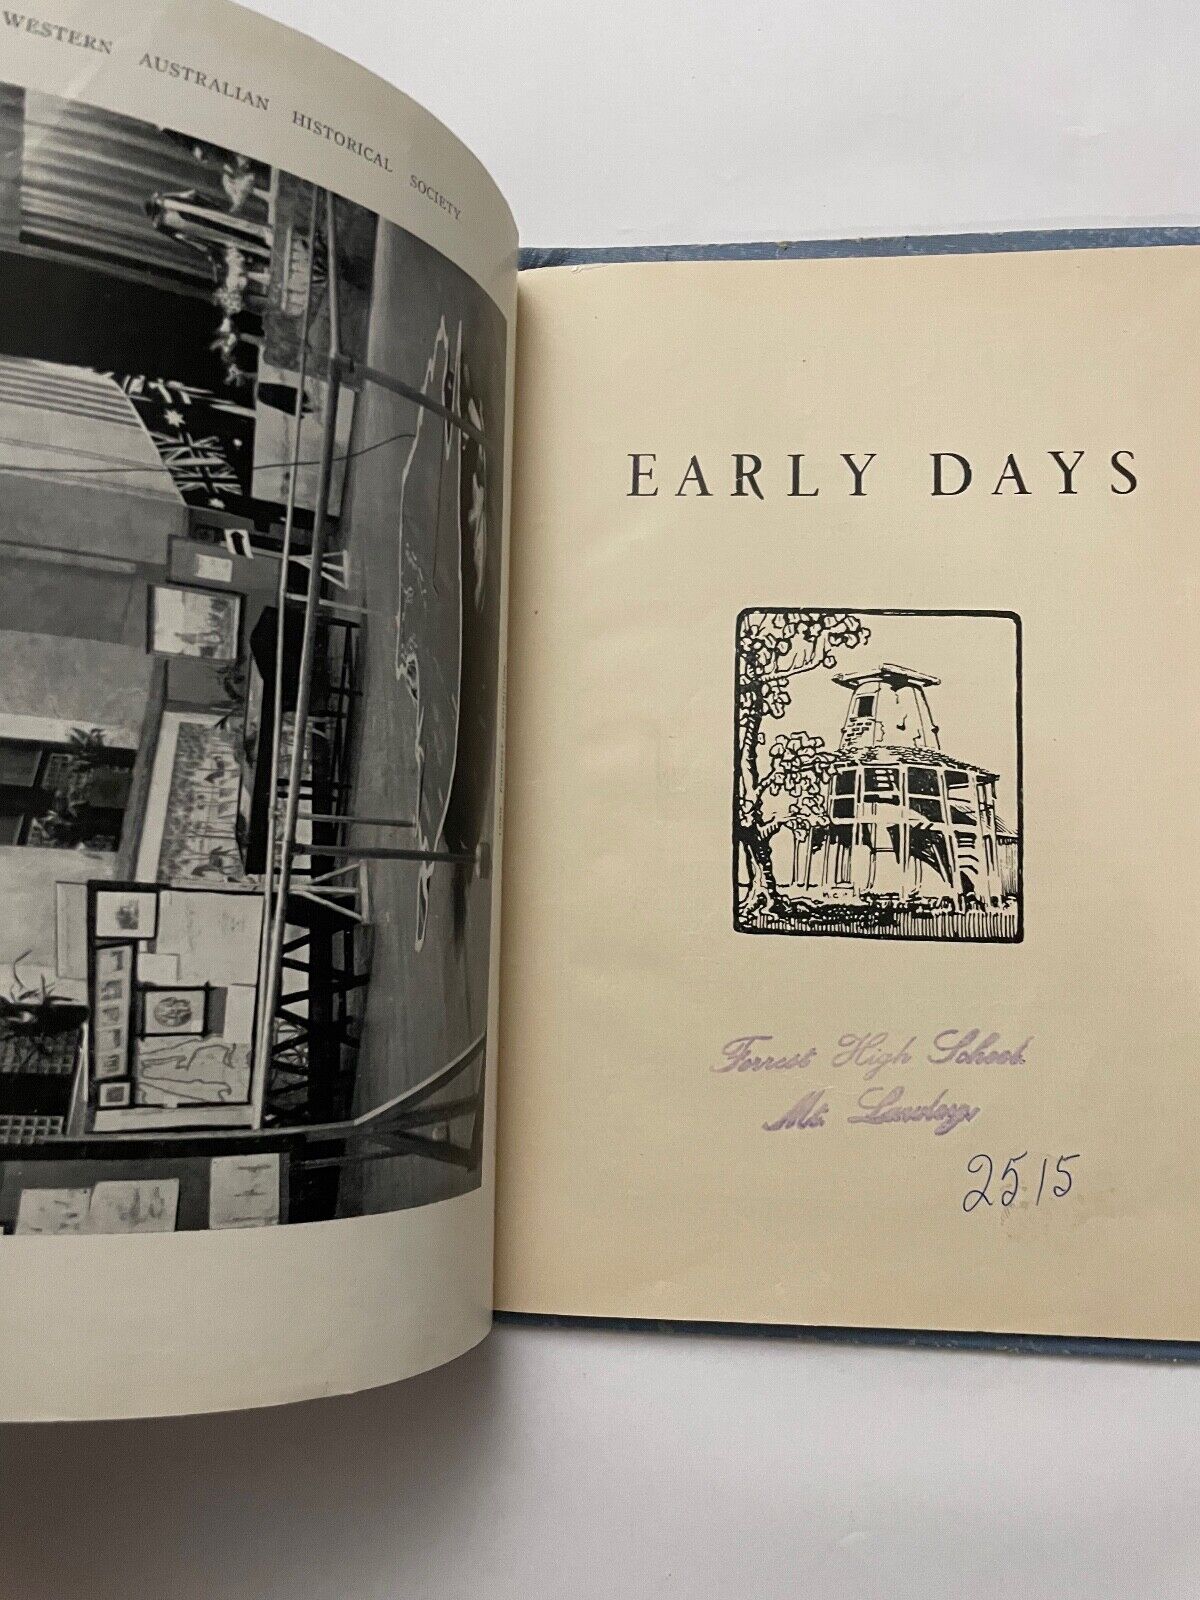 WESTERN AUSTRALIAN HISTORICAL SOCIETY
EARLY DAYS
M.C.
Forrest High School.
Mt. Lawley.
2515